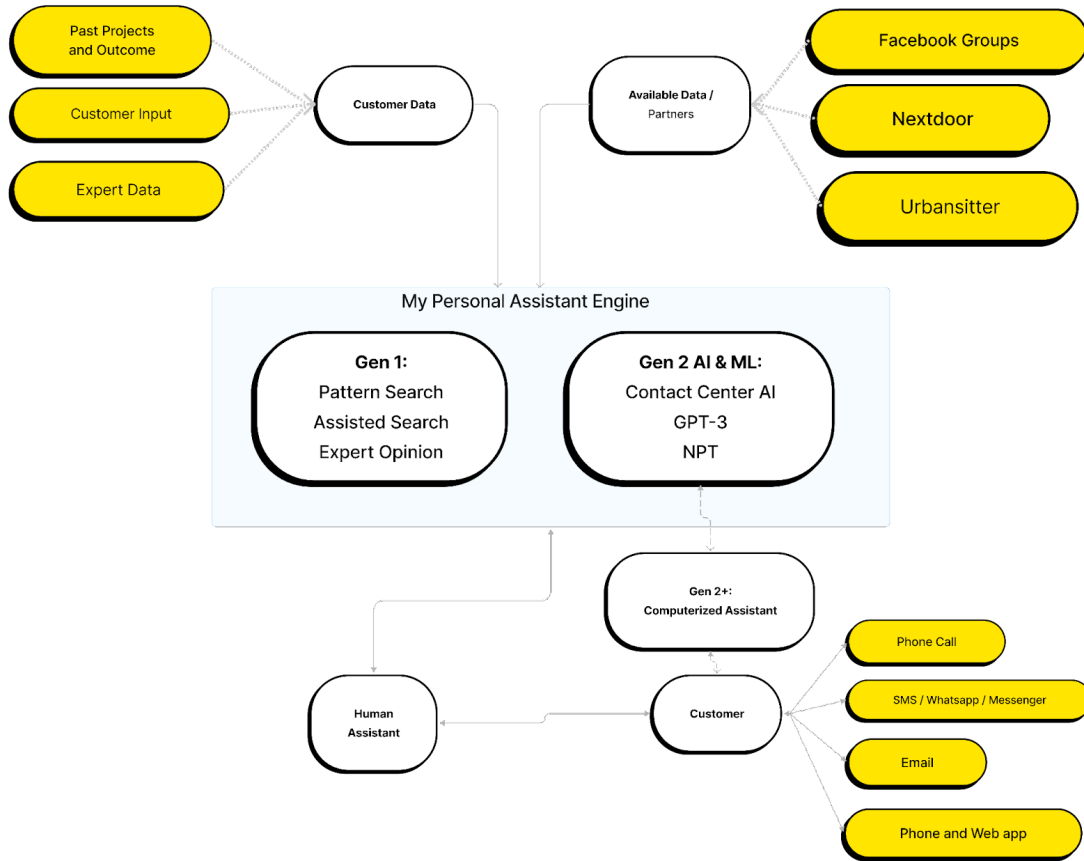 Past Projects
and Outcome
Customer Input
Expert Data
Customer Data
Available Data /
Partners
Facebook Groups
Nextdoor
Urbansitter
My Personal Assistant Engine
Gen 1:
Pattern Search
Assisted Search
Expert Opinion
Gen 2 AI & ML:
Contact Center AI
GPT-3
NPT
Gen 2+:
Computerized Assistant
Human
Assistant
Customer
Phone Call
SMS / Whatsapp / Messenger
Email
Phone and Web app